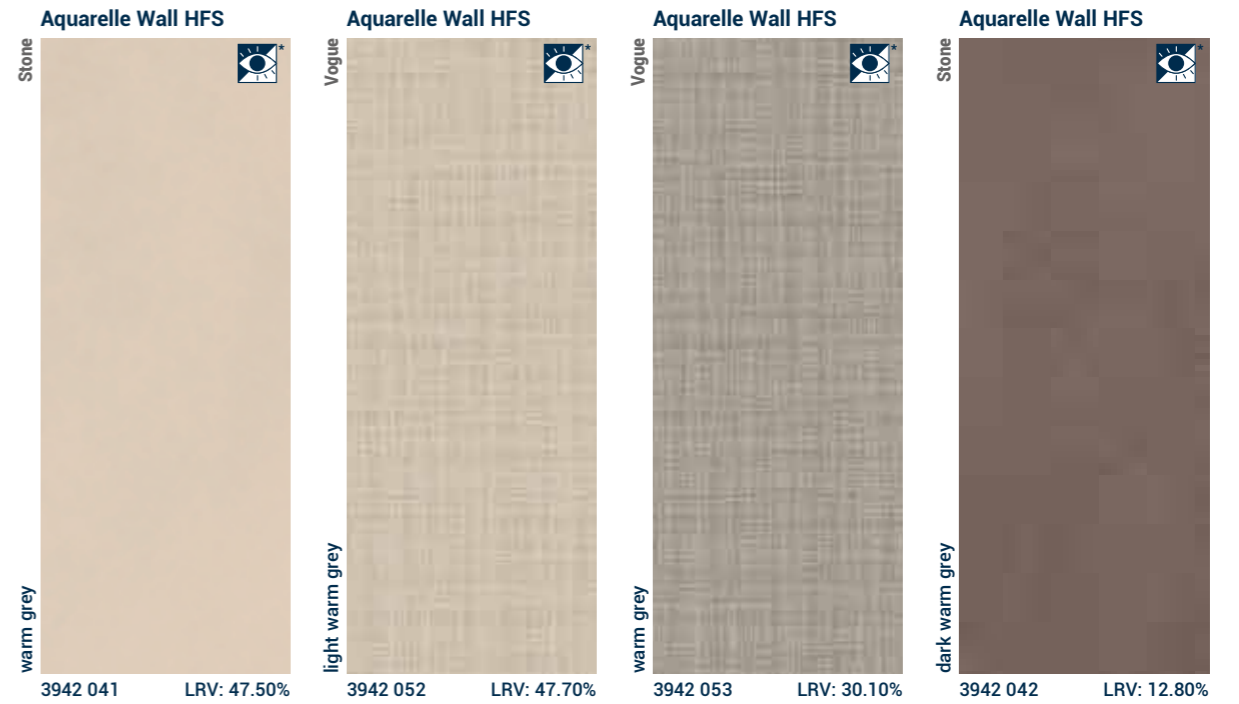 Aquarelle Wall HFS
Stone
*
warm grey
3942 041
LRV: 47.50%
Aquarelle Wall HFS
Vogue
*
light warm grey
3942 052
LRV: 47.70%
Aquarelle Wall HFS
Vogue
*
warm grey
3942 053
LRV: 30.10%
Aquarelle Wall HFS
Stone
*
dark warm grey
3942 042
LRV: 12.80%